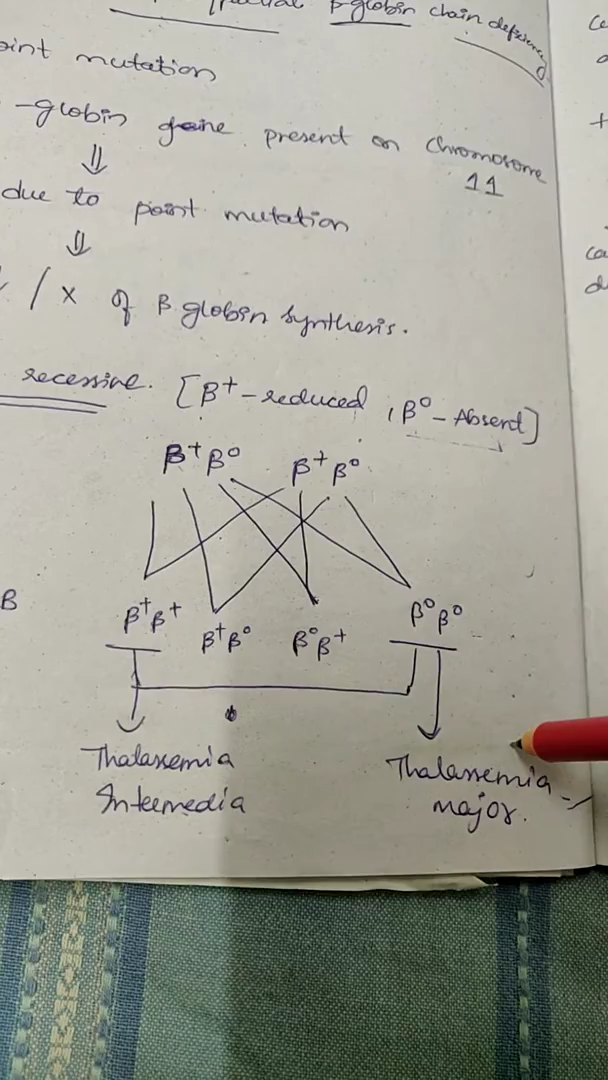 β-globin chain deficiency
point mutation
-globin gene present on chromosome
11
due to point mutation
/ x of β globin synthesis.
recessive. [β⁺-reduced, β⁰-Absent]
β⁺β⁰ β⁺β⁰
β⁺β⁺ β⁺β⁰ β⁰β⁺ β⁰β⁰
B
Thalassemia Thalassemia
Intermedia major.